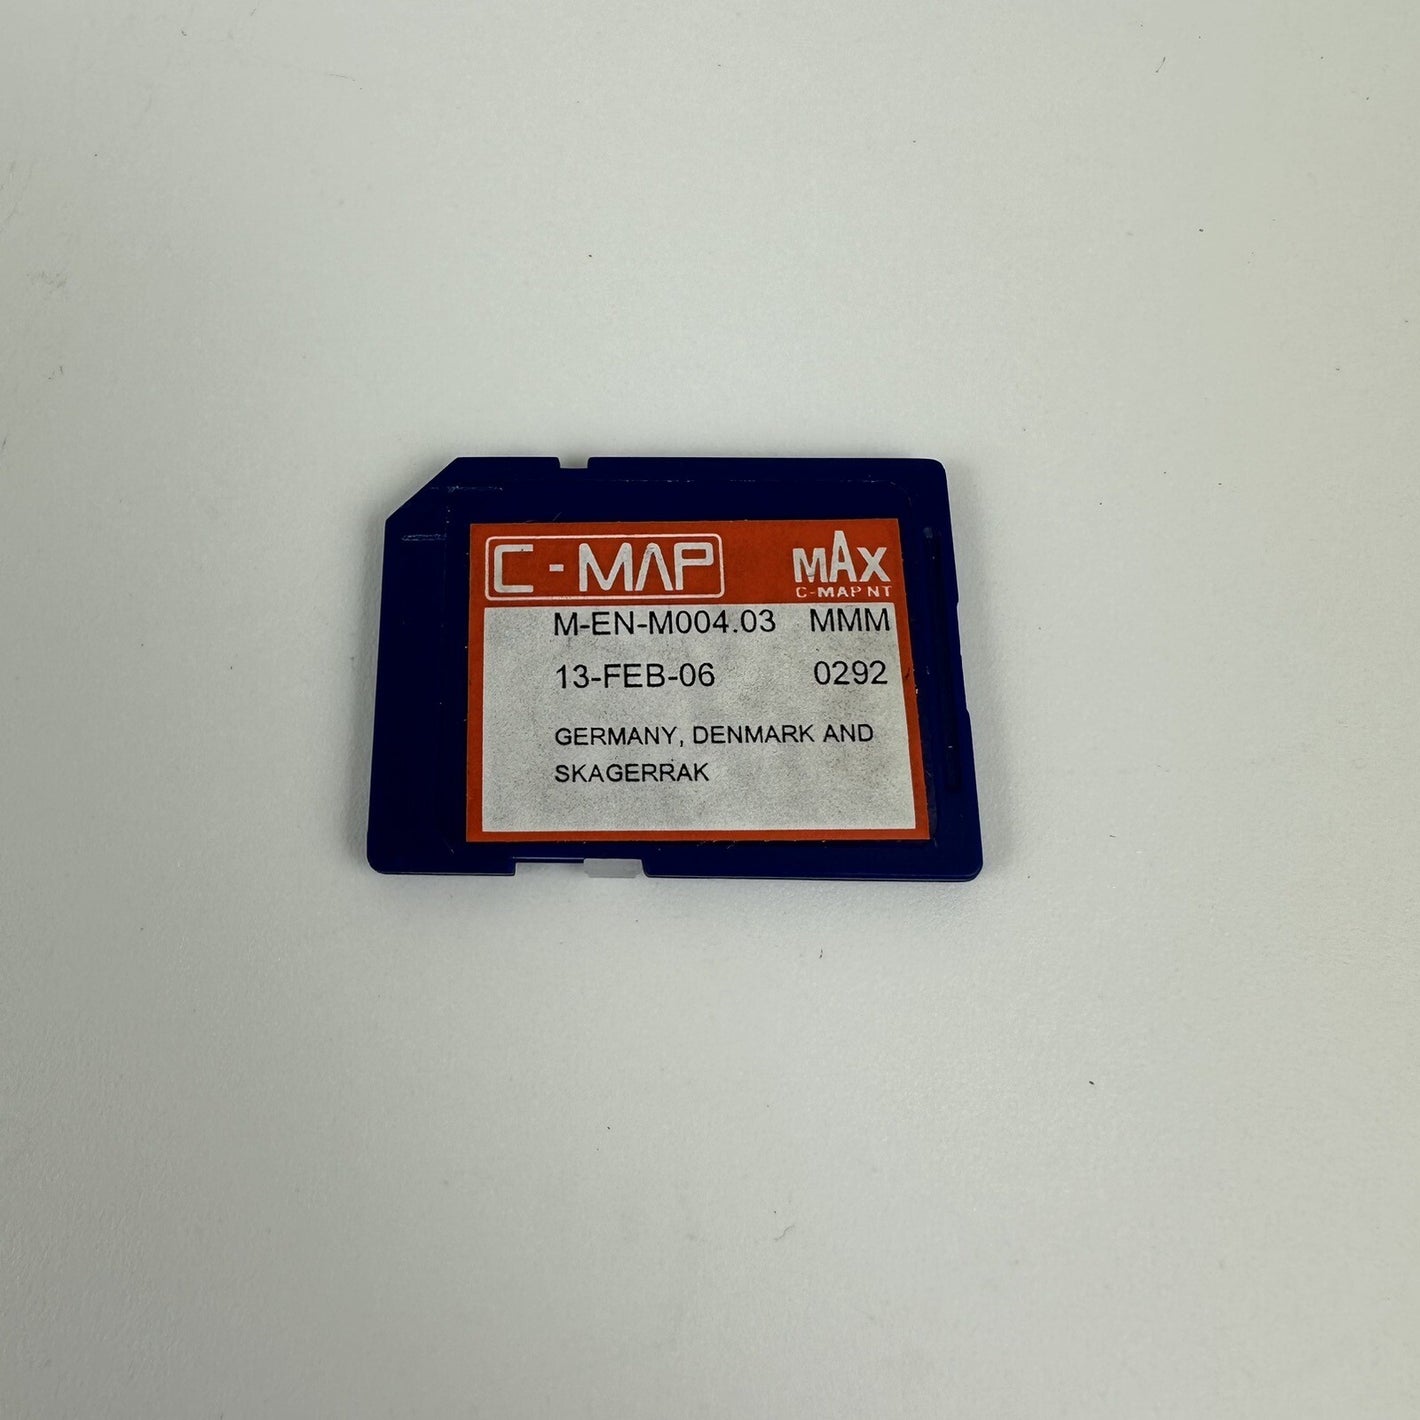 C-MAP MAX
C-MAP NT
M-EN-M004.03 MMM
13-FEB-06 0292
GERMANY, DENMARK AND
SKAGERRAK